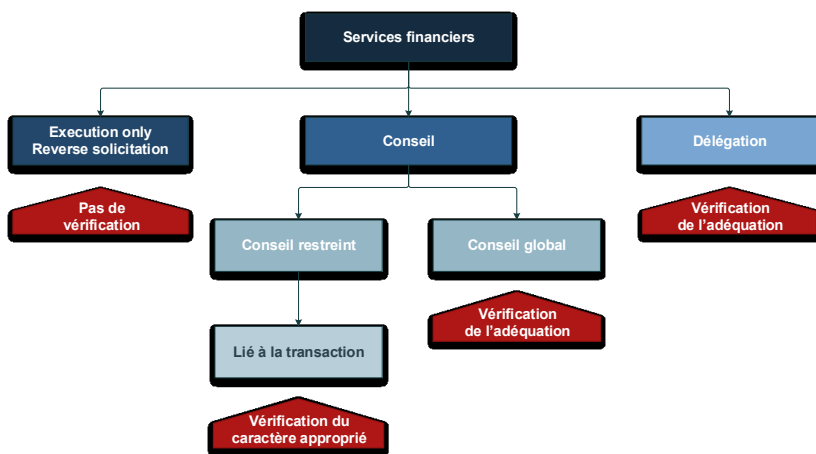 Services financiers
Execution only
Reverse solicitation
Conseil
Délégation
Pas de
vérification
Vérification
de l’adéquation
Conseil restreint
Conseil global
Vérification
de l’adéquation
Lié à la transaction
Vérification du
caractère approprié